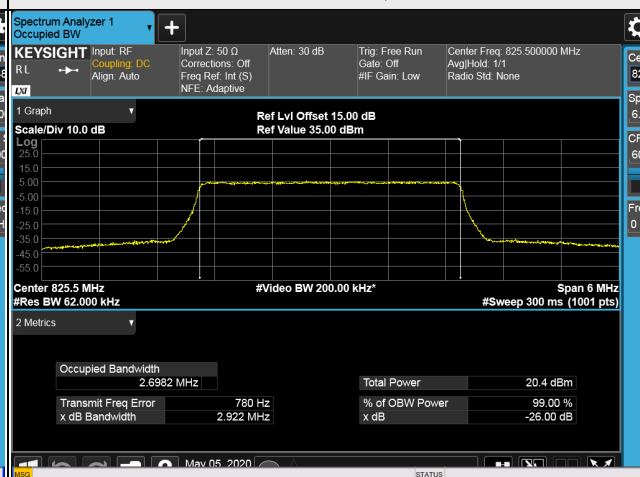 Spectrum Analyzer 1
Occupied BW
+
KEYSIGHT Input: RF Input Z: 50 Ω Atten: 30 dB Trig: Free Run Center Freq: 825.500000 MHz
RL Coupling: DC Corrections: Off Gate: Off Avg|Hold: 1/1
Align: Auto Freq Ref: Int (S) #IF Gain: Low Radio Std: None
LXI NFE: Adaptive
1 Graph
Ref Lvl Offset 15.00 dB
Scale/Div 10.0 dB Ref Value 35.00 dBm
Log
25.0
15.0
5.00
-5.00
-15.0
-25.0
-35.0
-45.0
-55.0
Center 825.5 MHz #Video BW 200.00 kHz* Span 6 MHz
#Res BW 62.000 kHz #Sweep 300 ms (1001 pts)
2 Metrics
Occupied Bandwidth
2.6982 MHz Total Power 20.4 dBm
Transmit Freq Error 780 Hz % of OBW Power 99.00 %
x dB Bandwidth 2.922 MHz x dB -26.00 dB
May 05, 2020
MSG STATUS